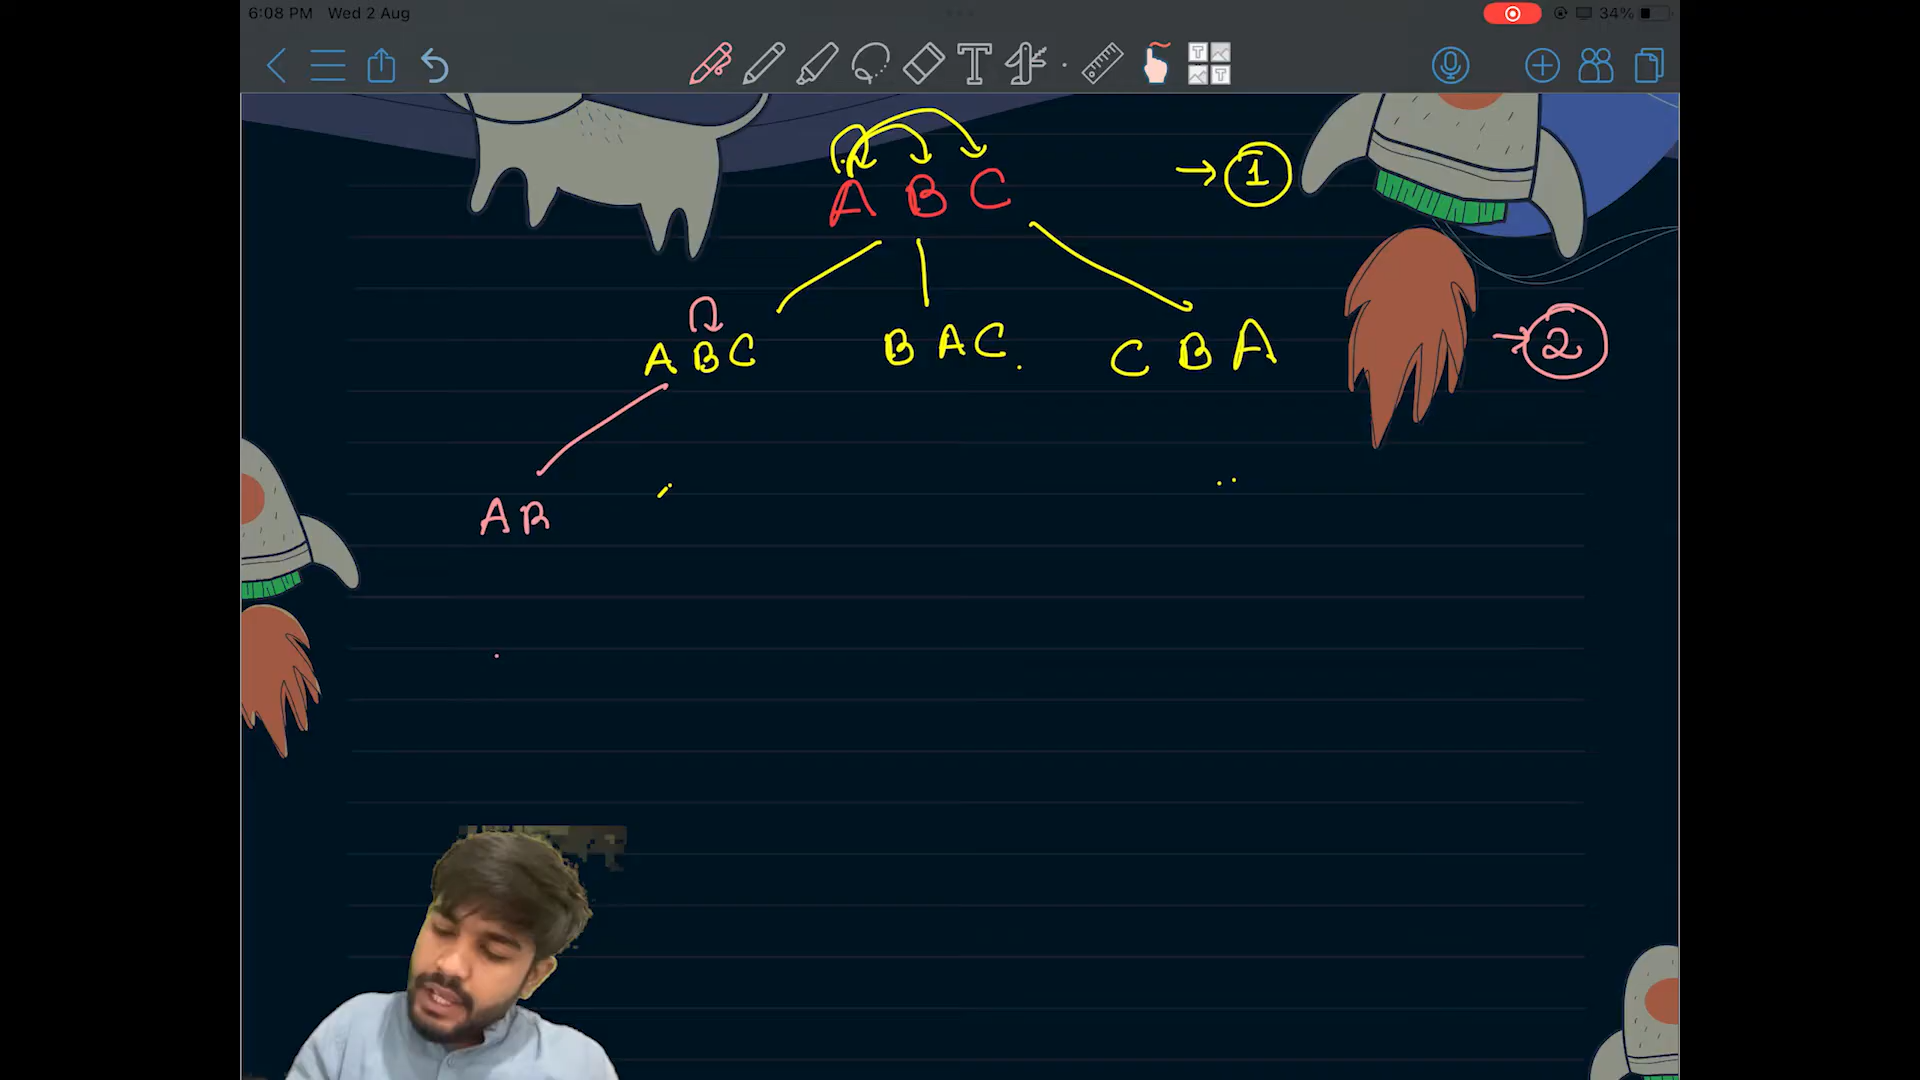 6:08 PM Wed 2 Aug
34%
A B C → 1
A B C B A C . C B A → 2
A B